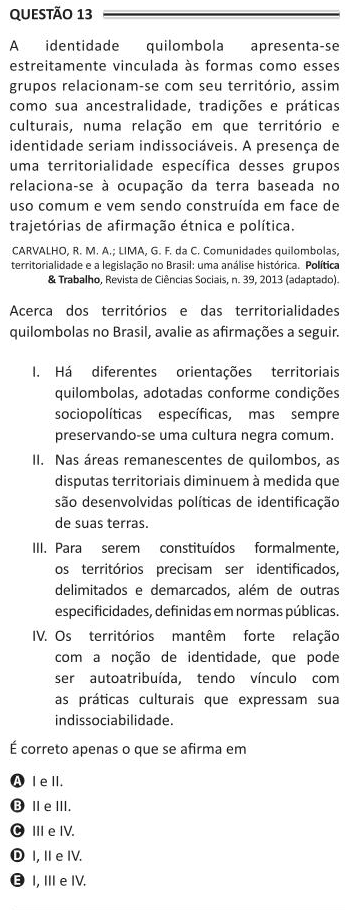 QUESTÃO 13
A identidade quilombola apresenta-se
estreitamente vinculada às formas como esses
grupos relacionam-se com seu território, assim
como sua ancestralidade, tradições e práticas
culturais, numa relação em que território e
identidade seriam indissociáveis. A presença de
uma territorialidade específica desses grupos
relaciona-se à ocupação da terra baseada no
uso comum e vem sendo construída em face de
trajetórias de afirmação étnica e política.
CARVALHO, R. M. A.; LIMA, G. F. da C. Comunidades quilombolas,
territorialidade e a legislação no Brasil: uma análise histórica. Política
& Trabalho, Revista de Ciências Sociais, n. 39, 2013 (adaptado).
Acerca dos territórios e das territorialidades
quilombolas no Brasil, avalie as afirmações a seguir.
I. Há diferentes orientações territoriais
quilombolas, adotadas conforme condições
sociopolíticas específicas, mas sempre
preservando-se uma cultura negra comum.
II. Nas áreas remanescentes de quilombos, as
disputas territoriais diminuem à medida que
são desenvolvidas políticas de identificação
de suas terras.
III. Para serem constituídos formalmente,
os territórios precisam ser identificados,
delimitados e demarcados, além de outras
especificidades, definidas em normas públicas.
IV. Os territórios mantêm forte relação
com a noção de identidade, que pode
ser autoatribuída, tendo vínculo com
as práticas culturais que expressam sua
indissociabilidade.
É correto apenas o que se afirma em
A I e II.
B II e III.
C III e IV.
D I, II e IV.
E I, III e IV.